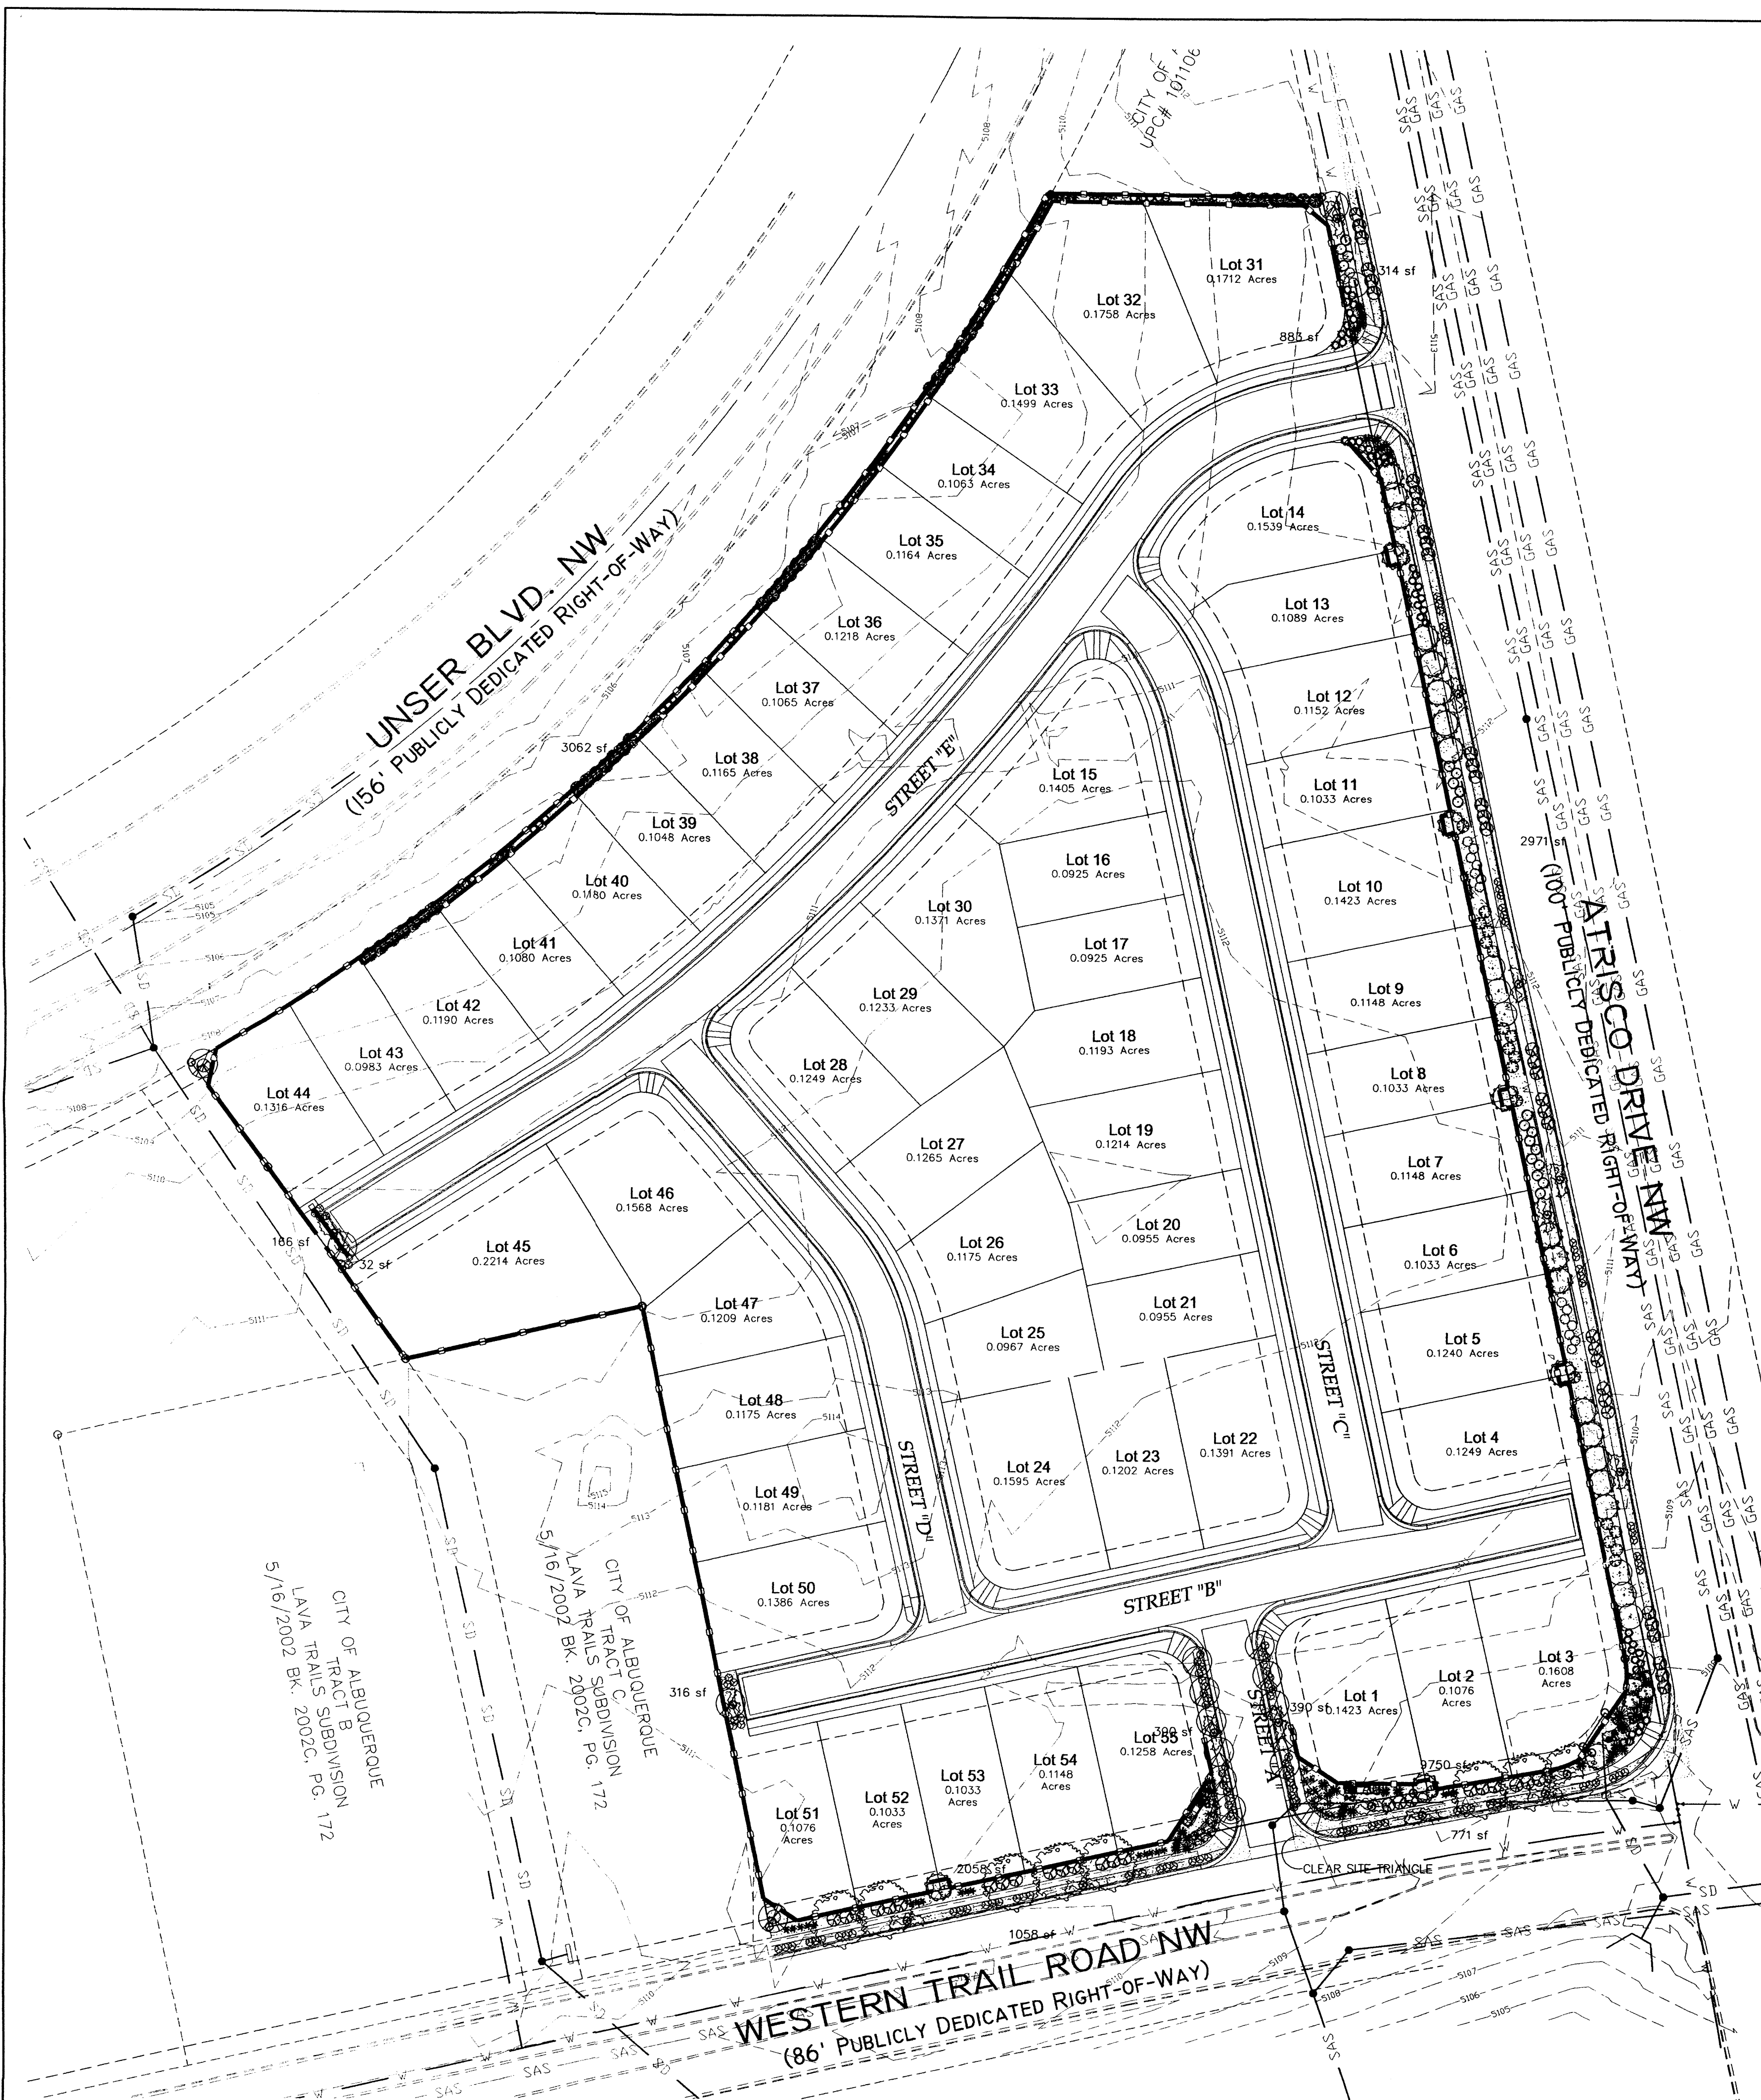 CITY OF
UPC# 101106
UNSER BLVD. NW
(156' PUBLICLY DEDICATED RIGHT-OF-WAY)
ATRISCO DRIVE NW
(100' PUBLICLY DEDICATED RIGHT-OF-WAY)
WESTERN TRAIL ROAD NW
(86' PUBLICLY DEDICATED RIGHT-OF-WAY)
STREET "A"
STREET "B"
STREET "C"
STREET "D"
STREET "E"
Lot 31
0.1712 Acres
Lot 32
0.1758 Acres
314 sf
883 sf
Lot 33
0.1499 Acres
Lot 34
0.1063 Acres
Lot 14
0.1539 Acres
Lot 35
0.1164 Acres
Lot 13
0.1089 Acres
Lot 36
0.1218 Acres
Lot 37
0.1065 Acres
Lot 12
0.1152 Acres
3062 sf
Lot 38
0.1165 Acres
Lot 15
0.1405 Acres
Lot 11
0.1033 Acres
Lot 39
0.1048 Acres
2971 sf
Lot 16
0.0925 Acres
Lot 40
0.1180 Acres
Lot 10
0.1423 Acres
Lot 30
0.1371 Acres
Lot 41
0.1080 Acres
Lot 17
0.0925 Acres
Lot 29
0.1233 Acres
Lot 9
0.1148 Acres
Lot 42
0.1190 Acres
Lot 18
0.1193 Acres
Lot 43
0.0983 Acres
Lot 28
0.1249 Acres
Lot 8
0.1033 Acres
Lot 44
0.1316 Acres
Lot 19
0.1214 Acres
Lot 27
0.1265 Acres
Lot 7
0.1148 Acres
Lot 46
0.1568 Acres
Lot 20
0.0955 Acres
Lot 45
0.2214 Acres
166 sf
32 sf
Lot 26
0.1175 Acres
Lot 6
0.1033 Acres
Lot 47
0.1209 Acres
Lot 21
0.0955 Acres
Lot 25
0.0967 Acres
Lot 5
0.1240 Acres
Lot 48
0.1175 Acres
Lot 22
0.1391 Acres
Lot 4
0.1249 Acres
Lot 23
0.1202 Acres
Lot 24
0.1595 Acres
Lot 49
0.1181 Acres
Lot 50
0.1386 Acres
CITY OF ALBUQUERQUE
TRACT B
LAVA TRAILS SUBDIVISION
5/16/2002 BK. 2002C, PG. 172
CITY OF ALBUQUERQUE
TRACT C
LAVA TRAILS SUBDIVISION
5/16/2002 BK. 2002C, PG. 172
316 sf
Lot 3
0.1608
Acres
Lot 2
0.1076
Acres
Lot 1
0.1423 Acres
390 sf
390 sf
Lot 55
0.1258 Acres
Lot 54
0.1148
Acres
Lot 53
0.1033
Acres
Lot 52
0.1033
Acres
Lot 51
0.1076
Acres
9750 sf
771 sf
2058 sf
CLEAR SITE TRIANGLE
1058 sf